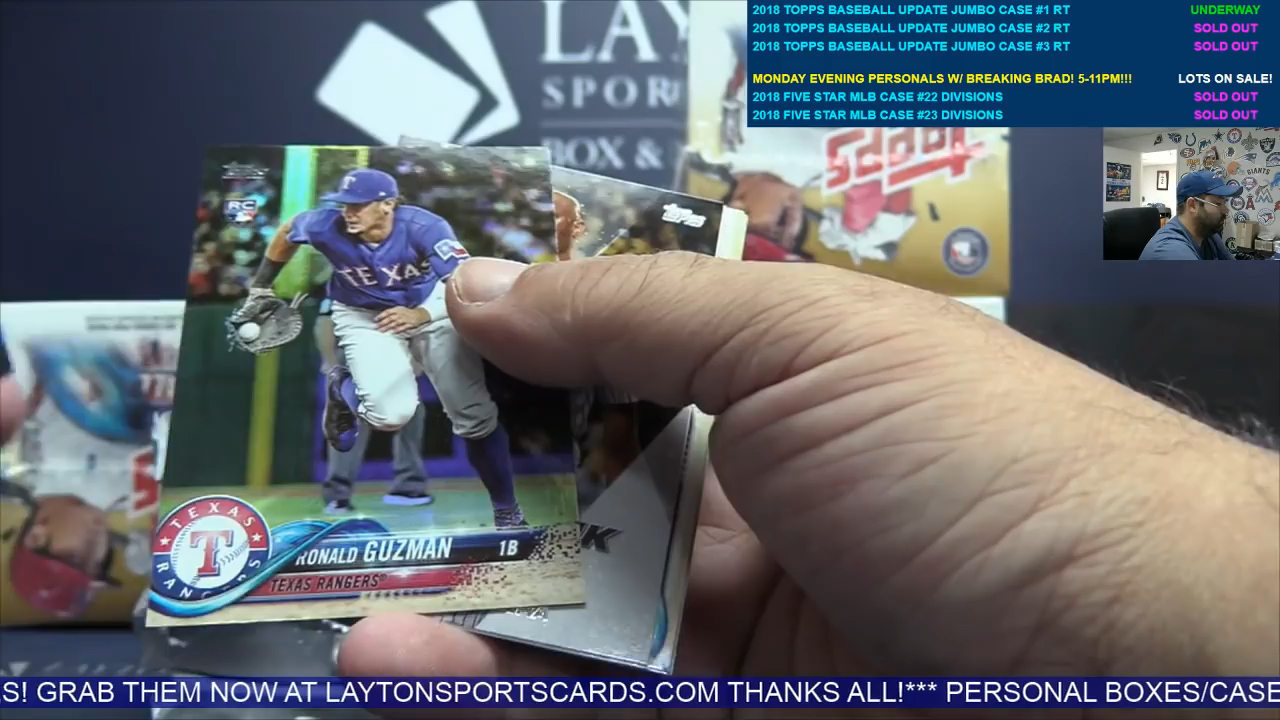 2018 TOPPS BASEBALL UPDATE JUMBO CASE #1 RT UNDERWAY
2018 TOPPS BASEBALL UPDATE JUMBO CASE #2 RT SOLD OUT
2018 TOPPS BASEBALL UPDATE JUMBO CASE #3 RT SOLD OUT
MONDAY EVENING PERSONALS W/ BREAKING BRAD! 5-11PM!!! LOTS ON SALE!
2018 FIVE STAR MLB CASE #22 DIVISIONS SOLD OUT
2018 FIVE STAR MLB CASE #23 DIVISIONS SOLD OUT
LAY
SPOR
BOX &
topps
topps
RC
TEXAS
TEXAS
T
RANGERS
RONALD GUZMAN 1B
TEXAS RANGERS
S! GRAB THEM NOW AT LAYTONSPORTSCARDS.COM THANKS ALL!*** PERSONAL BOXES/CASE